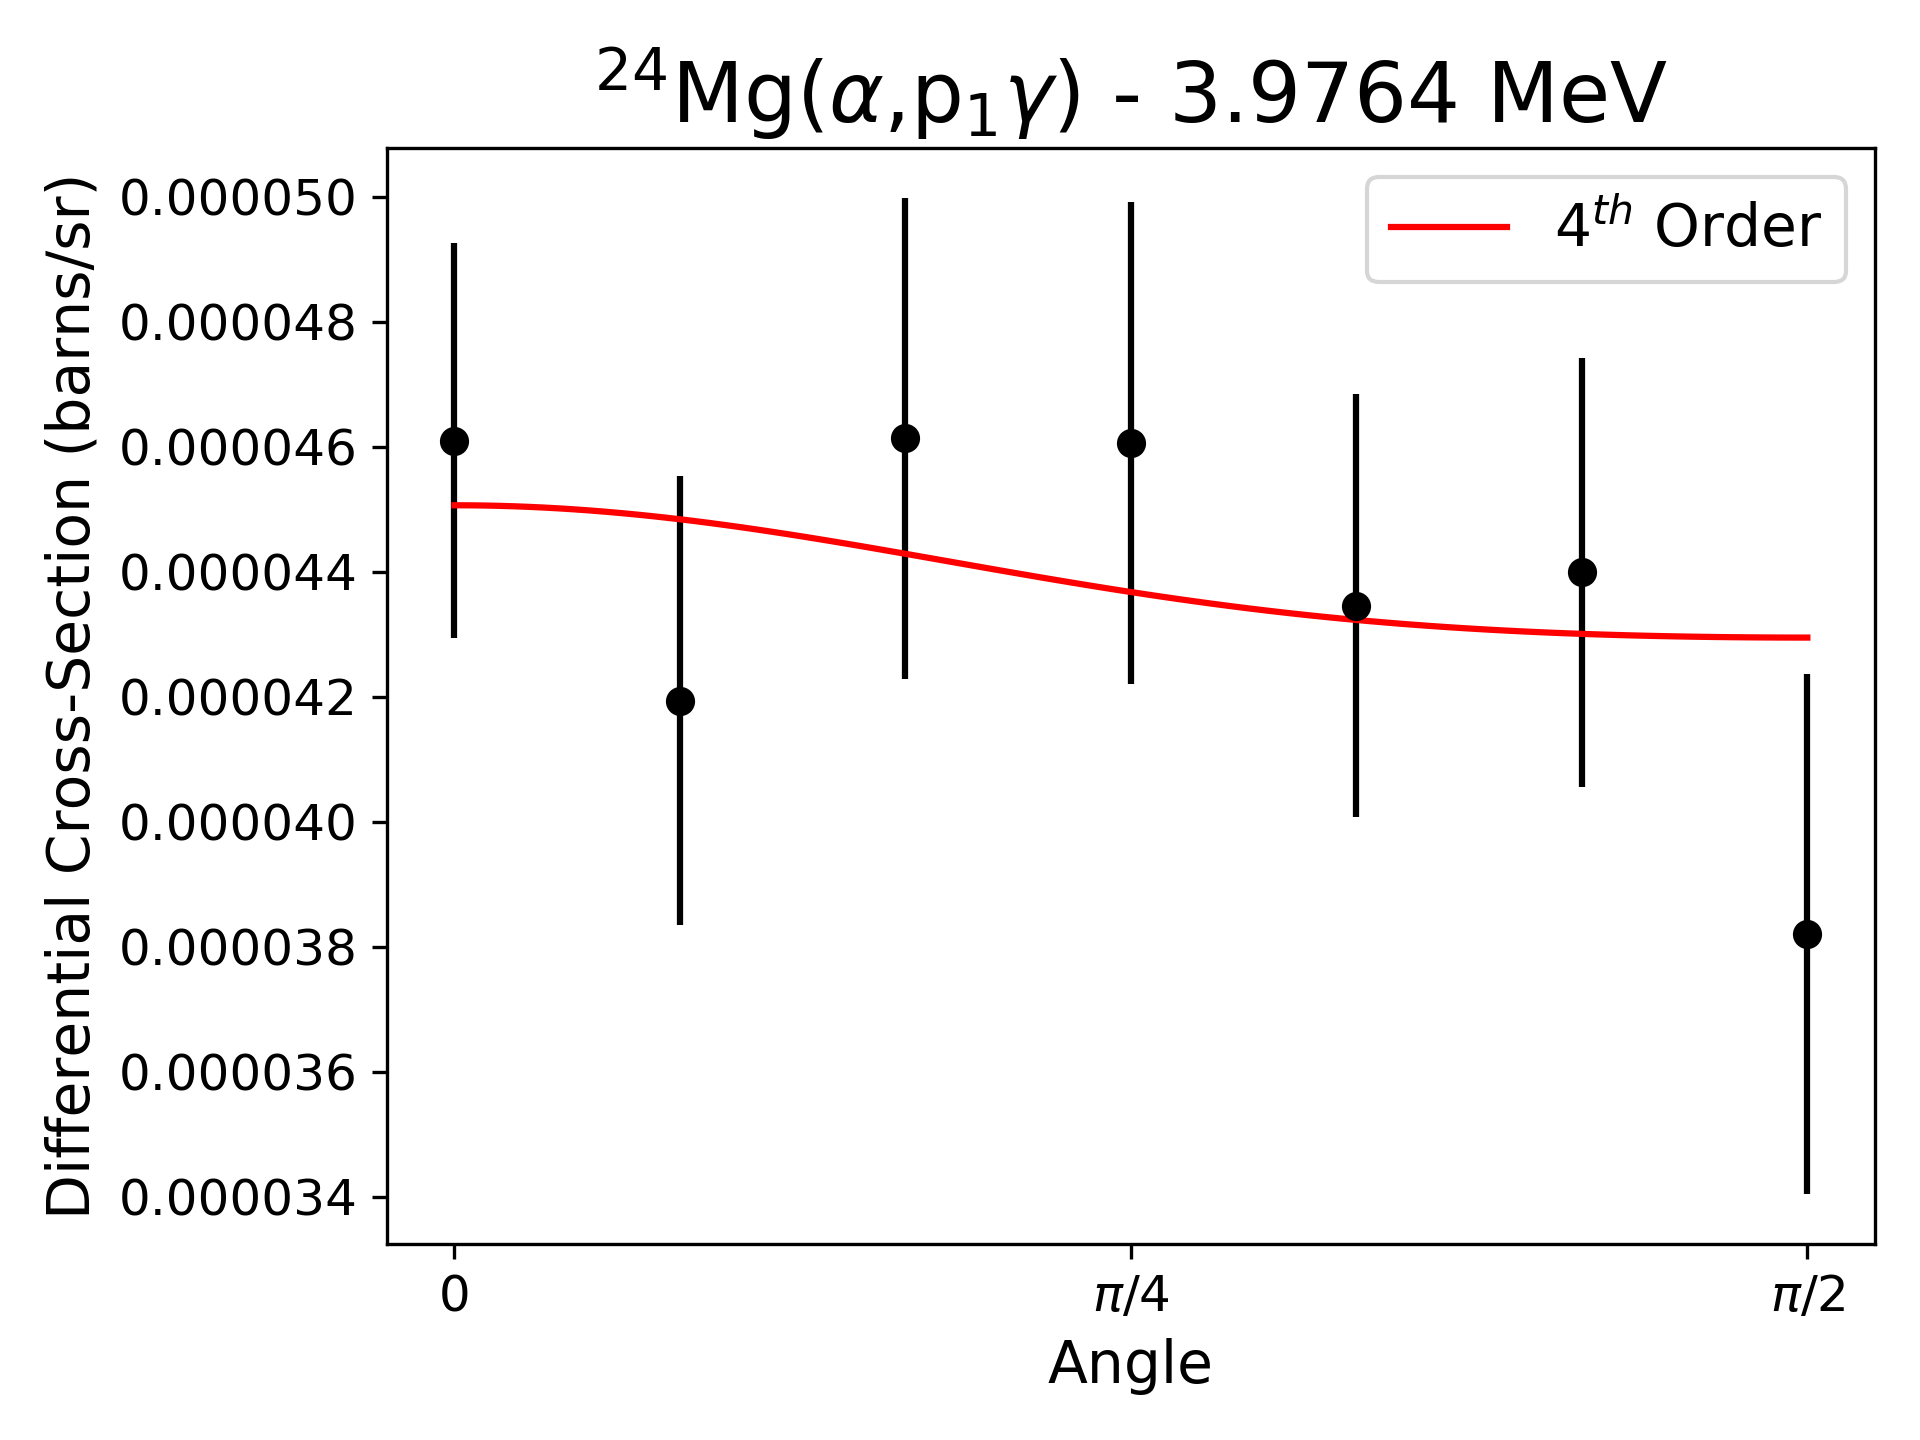 ²⁴Mg(α,p₁γ) - 3.9764 MeV
4ᵗʰ Order
Differential Cross-Section (barns/sr)
0.000050
0.000048
0.000046
0.000044
0.000042
0.000040
0.000038
0.000036
0.000034
0 π/4 π/2
Angle